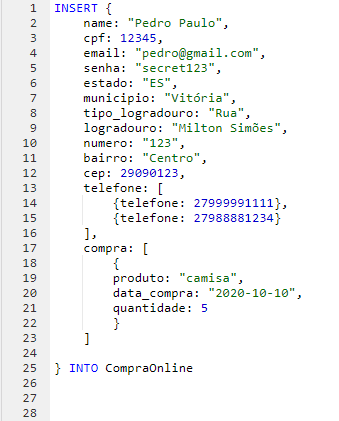 1 INSERT {
2 name: "Pedro Paulo",
3 cpf: 12345,
4 email: "pedro@gmail.com",
5 senha: "secret123",
6 estado: "ES",
7 municipio: "Vitória",
8 tipo_logradouro: "Rua",
9 logradouro: "Milton Simões",
10 numero: "123",
11 bairro: "Centro",
12 cep: 29090123,
13 telefone: [
14 {telefone: 27999991111},
15 {telefone: 27988881234}
16 ],
17 compra: [
18 {
19 produto: "camisa",
20 data_compra: "2020-10-10",
21 quantidade: 5
22 }
23 ]
24
25 } INTO CompraOnline
26
27
28